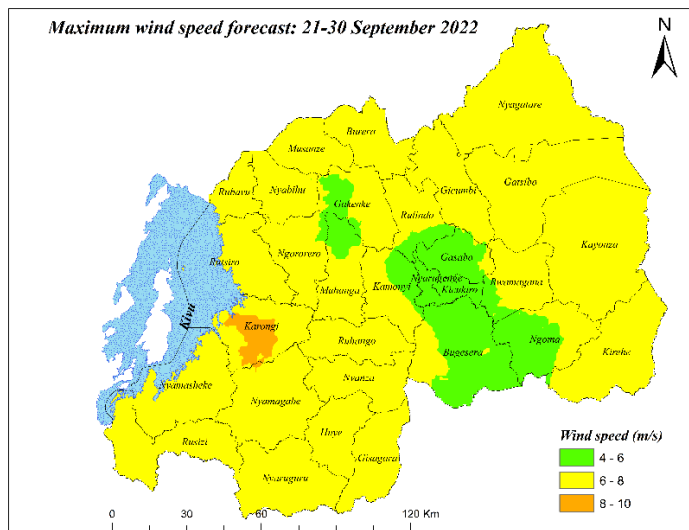 Maximum wind speed forecast: 21-30 September 2022
N
Nyagatare
Burera
Musanze
Rubavu
Nyabihu
Gakenke
Rulindo
Gicumbi
Gatsibo
Kayonza
Rutsiro
Ngororero
Gasabo
Nyarugenge
Kicukiro
Rwamagana
Muhanga
Kamonyi
Kivu
Karongi
Ruhango
Bugesera
Ngoma
Kirehe
Nyamasheke
Nyanza
Nyamagabe
Rusizi
Huye
Gisagara
Nyaruguru
Wind speed (m/s)
4 - 6
6 - 8
8 - 10
0 30 60 120 Km